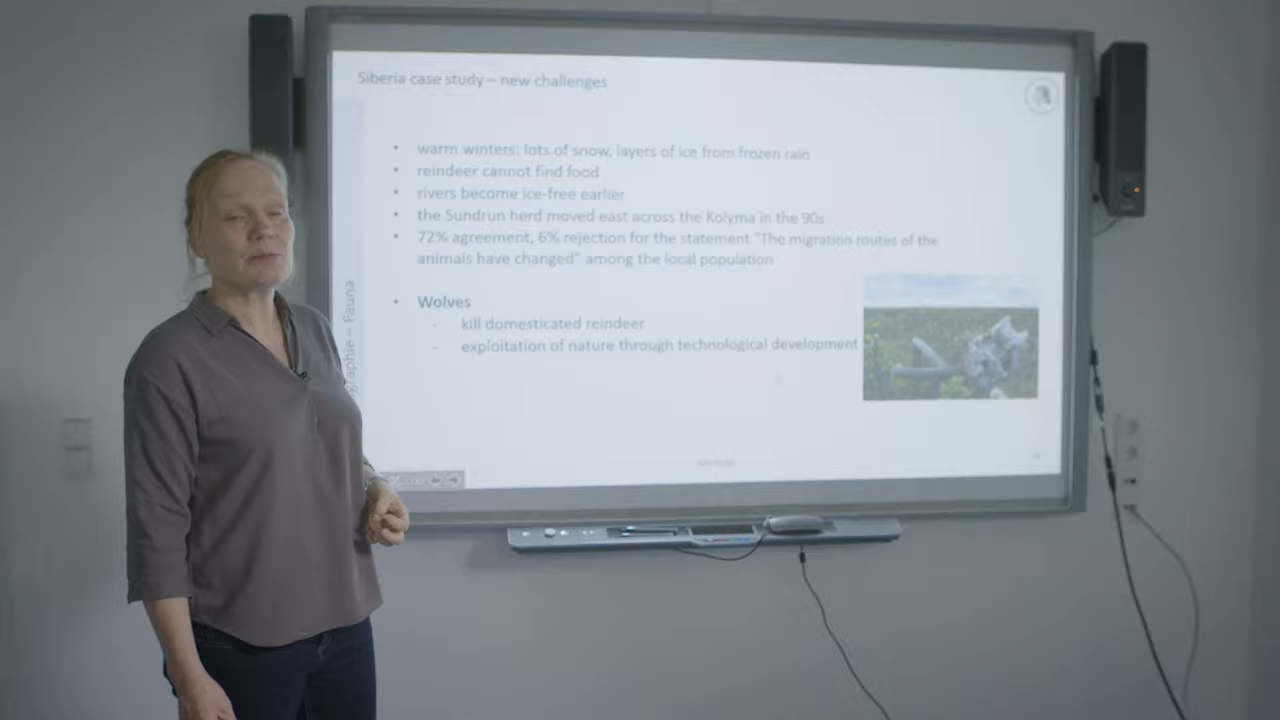 Siberia case study – new challenges
• warm winters: lots of snow, layers of ice from frozen rain
• reindeer cannot find food
• rivers become ice-free earlier
• the Sundrun herd moved east across the Kolyma in the 90s
• 72% agreement, 6% rejection for the statement "The migration routes of the
animals have changed" among the local population
• Wolves
- kill domesticated reindeer
- exploitation of nature through technological development
graphie – Fauna